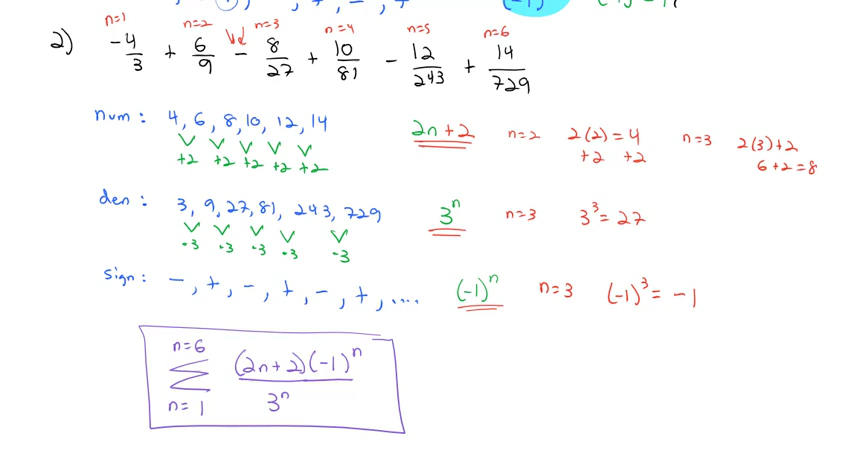 n=1 n=2 n=3 n=4 n=5 n=6
2) -4/3 + 6/9 - 8/27 + 10/81 - 12/243 + 14/729
num: 4, 6, 8, 10, 12, 14 2n+2 n=2 2(2)=4 n=3 2(3)+2
+2 +2 +2 +2 +2 +2 +2 6+2=8
den: 3, 9, 27, 81, 243, 729 3^n n=3 3^3=27
·3 ·3 ·3 ·3 ·3
sign: -, +, -, +, -, +, .... (-1)^n n=3 (-1)^3 = -1
n=6
Σ (2n+2)(-1)^n / 3^n
n=1